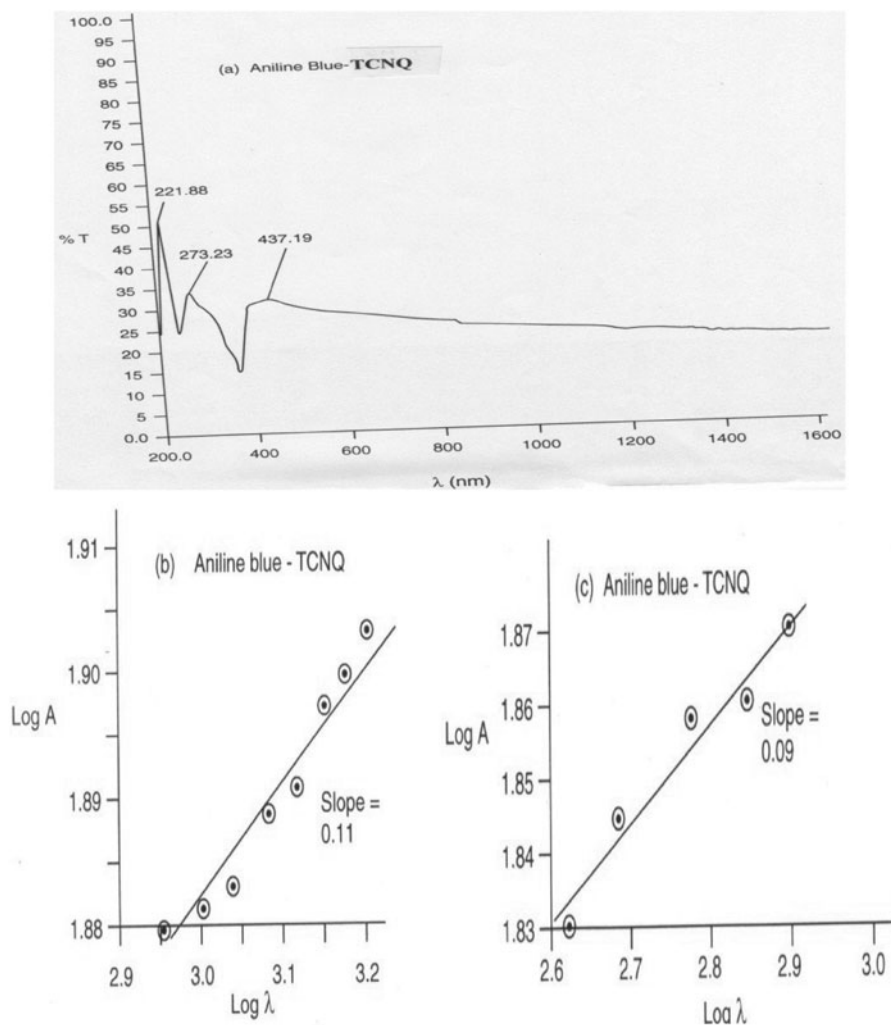 100.0
95
90
85
80
75
70
65
60
55
50
45
40
35
30
25
20
15
10
5
0.0
% T
(a) Aniline Blue-TCNQ
221.88
273.23
437.19
200.0 400 600 800 1000 1200 1400 1600
λ (nm)
(b) Aniline blue - TCNQ
1.91
1.90
1.89
1.88
Log A
Slope =
0.11
2.9 3.0 3.1 3.2
Log λ
(c) Aniline blue - TCNQ
1.87
1.86
1.85
1.84
1.83
Log A
Slope =
0.09
2.6 2.7 2.8 2.9 3.0
Log λ